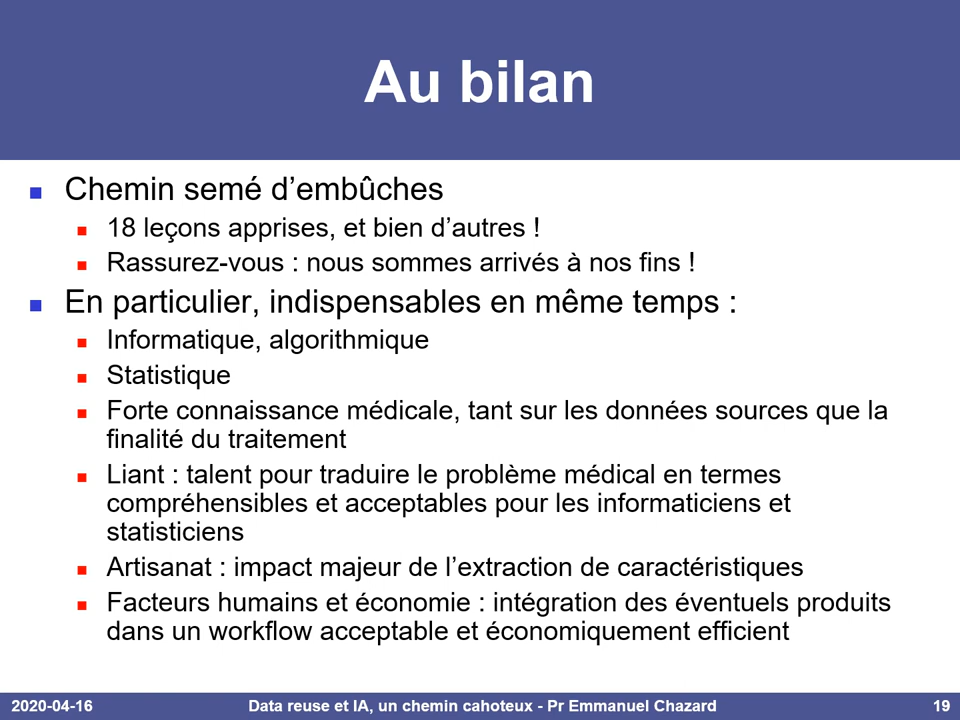 Au bilan
Chemin semé d’embûches
18 leçons apprises, et bien d’autres !
Rassurez-vous : nous sommes arrivés à nos fins !
En particulier, indispensables en même temps :
Informatique, algorithmique
Statistique
Forte connaissance médicale, tant sur les données sources que la
finalité du traitement
Liant : talent pour traduire le problème médical en termes
compréhensibles et acceptables pour les informaticiens et
statisticiens
Artisanat : impact majeur de l’extraction de caractéristiques
Facteurs humains et économie : intégration des éventuels produits
dans un workflow acceptable et économiquement efficient
2020-04-16 Data reuse et IA, un chemin cahoteux - Pr Emmanuel Chazard 19